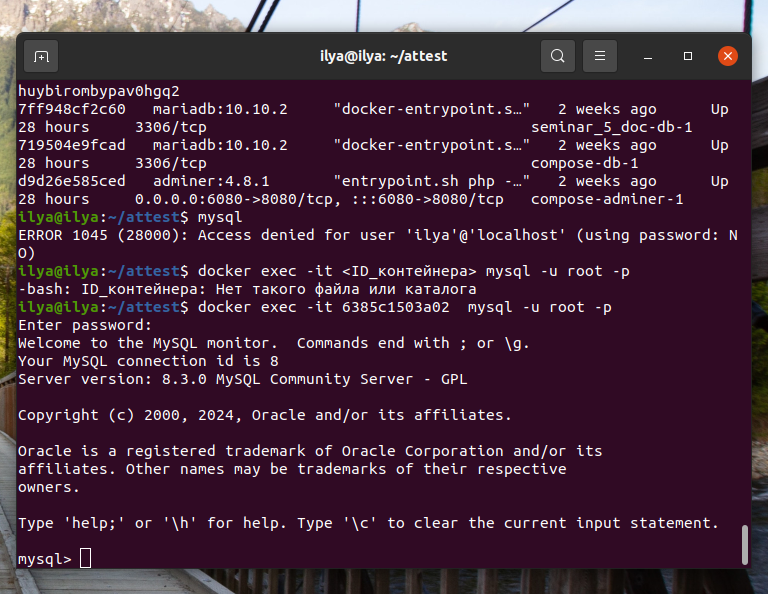 ilya@ilya: ~/attest
huybirombypav0hgq2
7ff948cf2c60   mariadb:10.10.2     "docker-entrypoint.s…"   2 weeks ago      Up
28 hours     3306/tcp                                    seminar_5_doc-db-1
719504e9fcad   mariadb:10.10.2     "docker-entrypoint.s…"   2 weeks ago      Up
28 hours     3306/tcp                                    compose-db-1
d9d26e585ced   adminer:4.8.1       "entrypoint.sh php -…"   2 weeks ago      Up
28 hours     0.0.0.0:6080->8080/tcp, :::6080->8080/tcp   compose-adminer-1
ilya@ilya:~/attest$ mysql
ERROR 1045 (28000): Access denied for user 'ilya'@'localhost' (using password: N
O)
ilya@ilya:~/attest$ docker exec -it <ID_контейнера> mysql -u root -p
-bash: ID_контейнера: Нет такого файла или каталога
ilya@ilya:~/attest$ docker exec -it 6385c1503a02  mysql -u root -p
Enter password:
Welcome to the MySQL monitor.  Commands end with ; or \g.
Your MySQL connection id is 8
Server version: 8.3.0 MySQL Community Server - GPL
Copyright (c) 2000, 2024, Oracle and/or its affiliates.
Oracle is a registered trademark of Oracle Corporation and/or its
affiliates. Other names may be trademarks of their respective
owners.
Type 'help;' or '\h' for help. Type '\c' to clear the current input statement.
mysql>